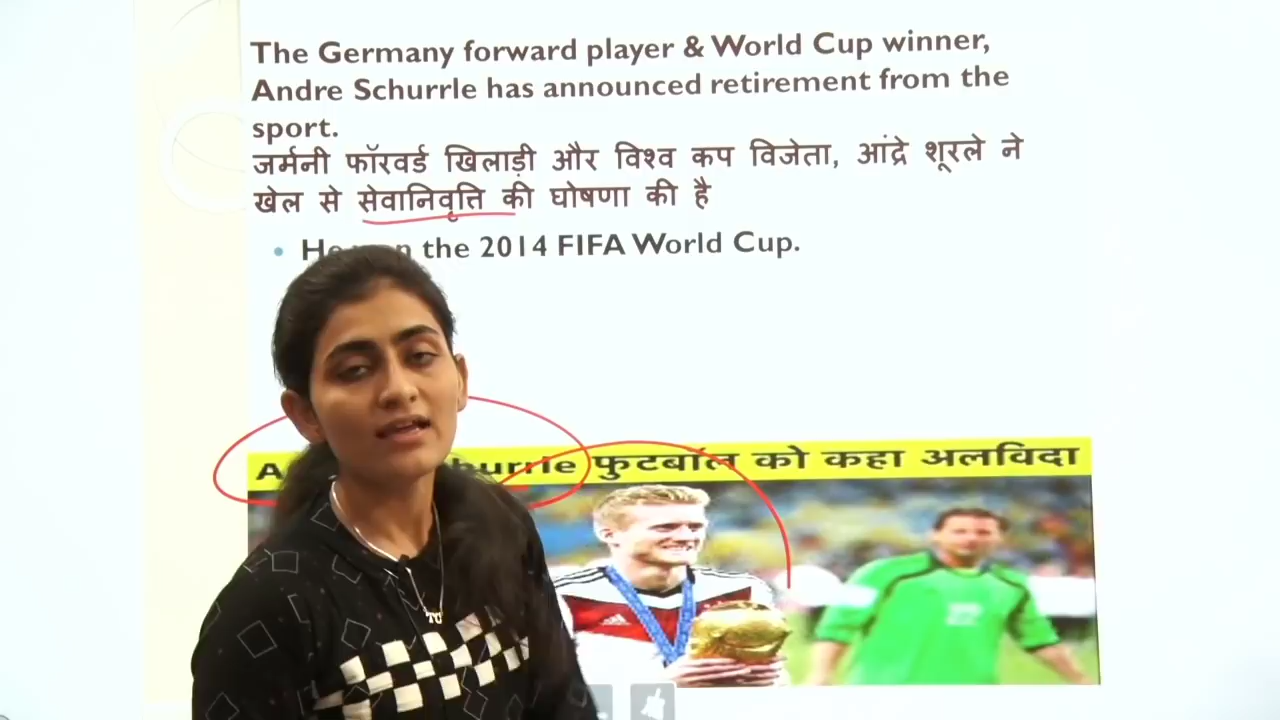 The Germany forward player & World Cup winner,
Andre Schurrle has announced retirement from the
sport.
जर्मनी फॉरवर्ड खिलाड़ी और विश्व कप विजेता, आंद्रे शूरले ने
खेल से सेवानिवृत्ति की घोषणा की है
• the 2014 FIFA World Cup.
फुटबॉल को कहा अलविदा